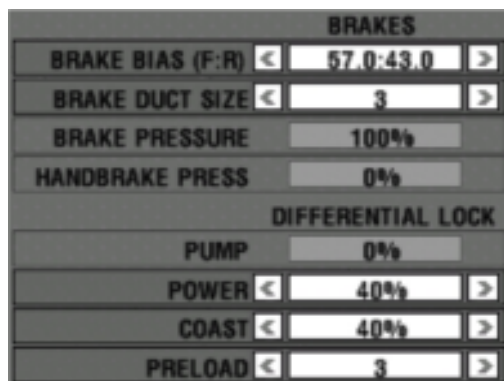 BRAKES
BRAKE BIAS (F:R) < 57.0:43.0 >
BRAKE DUCT SIZE < 3 >
BRAKE PRESSURE 100%
HANDBRAKE PRESS 0%
DIFFERENTIAL LOCK
PUMP 0%
POWER < 40% >
COAST < 40% >
PRELOAD < 3 >